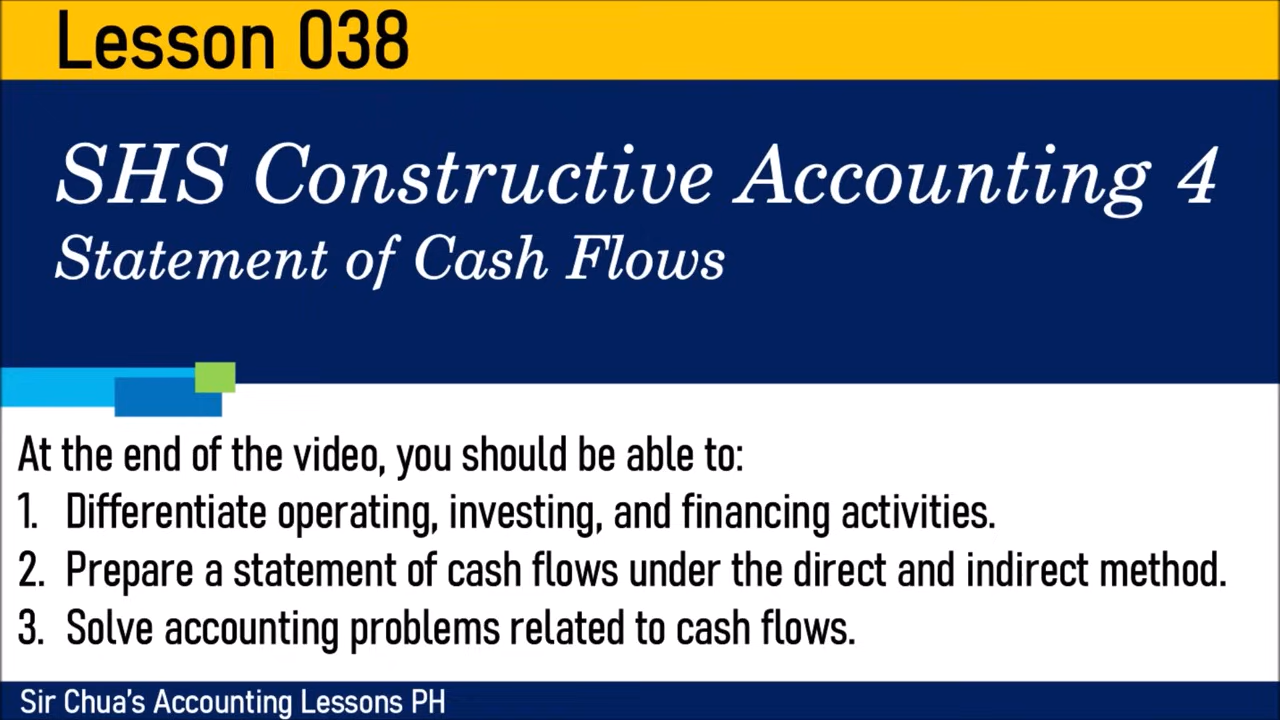 Lesson 038
SHS Constructive Accounting 4
Statement of Cash Flows
At the end of the video, you should be able to:
1. Differentiate operating, investing, and financing activities.
2. Prepare a statement of cash flows under the direct and indirect method.
3. Solve accounting problems related to cash flows.
Sir Chua's Accounting Lessons PH